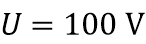 U = 100 V